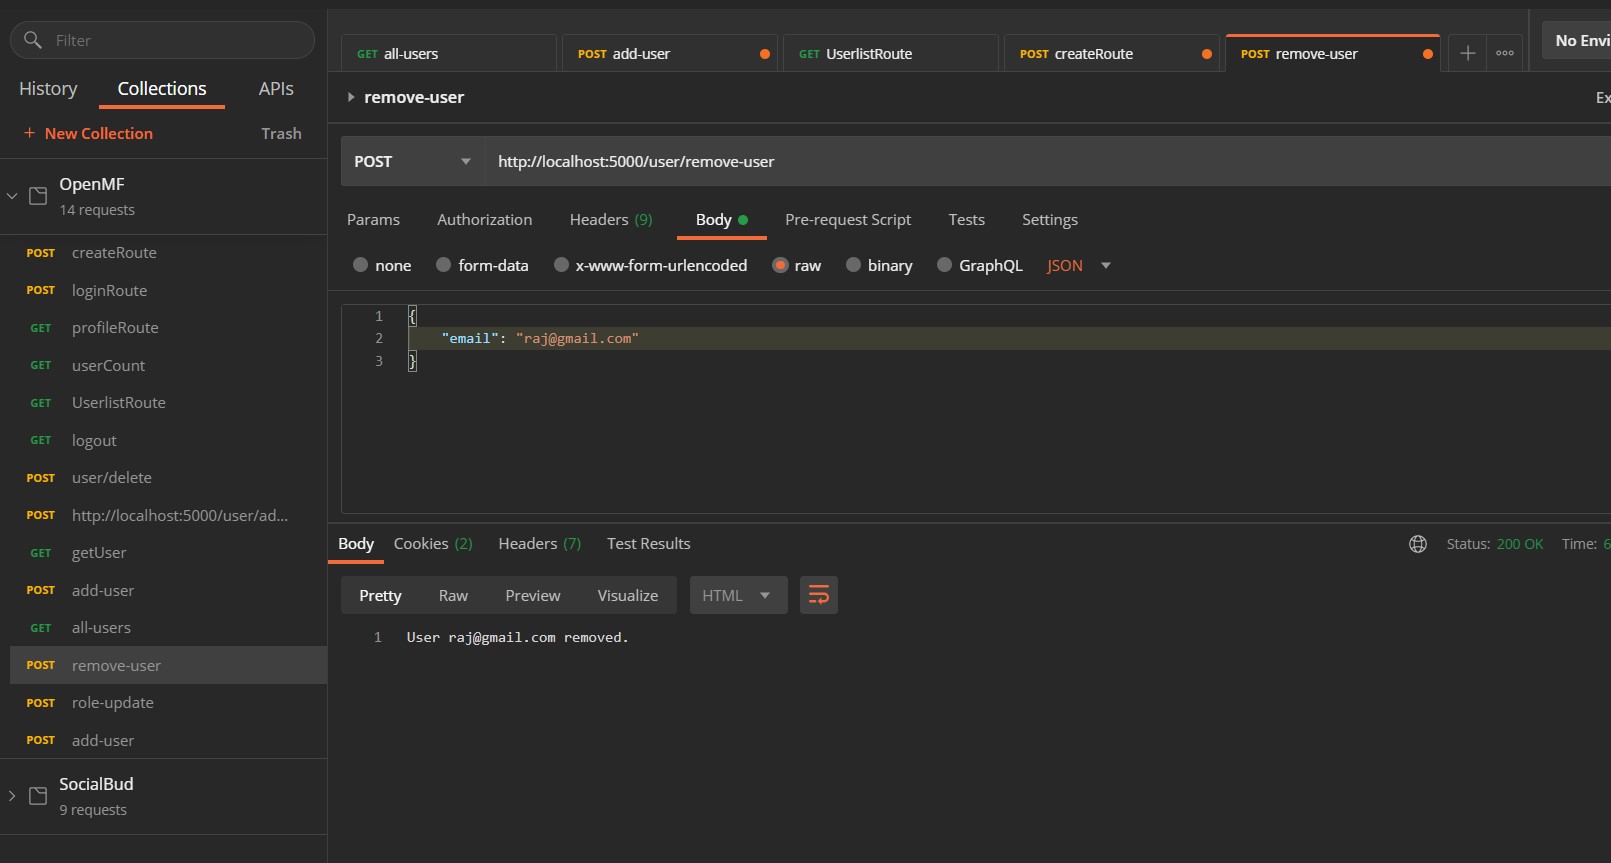 Filter
History Collections APIs
+ New Collection Trash
OpenMF
14 requests
POST createRoute
POST loginRoute
GET profileRoute
GET userCount
GET UserlistRoute
GET logout
POST user/delete
POST http://localhost:5000/user/ad...
GET getUser
POST add-user
GET all-users
POST remove-user
POST role-update
POST add-user
SocialBud
9 requests
GET all-users POST add-user GET UserlistRoute POST createRoute POST remove-user No Envi
remove-user Ex
POST http://localhost:5000/user/remove-user
Params Authorization Headers (9) Body Pre-request Script Tests Settings
none form-data x-www-form-urlencoded raw binary GraphQL JSON
1 {
2 "email": "raj@gmail.com"
3 }
Body Cookies (2) Headers (7) Test Results Status: 200 OK Time: 6
Pretty Raw Preview Visualize HTML
1 User raj@gmail.com removed.